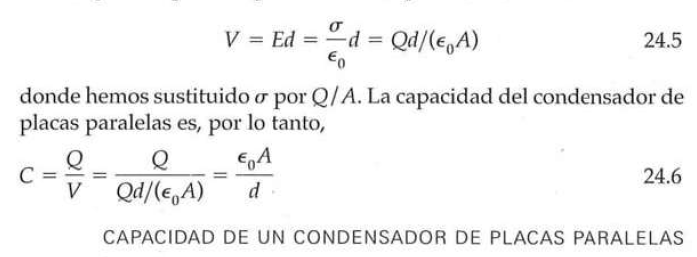 V = Ed = σ/ϵ₀ d = Qd/(ϵ₀A) 24.5
donde hemos sustituido σ por Q/A. La capacidad del condensador de
placas paralelas es, por lo tanto,
C = Q/V = Q/(Qd/(ϵ₀A)) = ϵ₀A/d 24.6
CAPACIDAD DE UN CONDENSADOR DE PLACAS PARALELAS